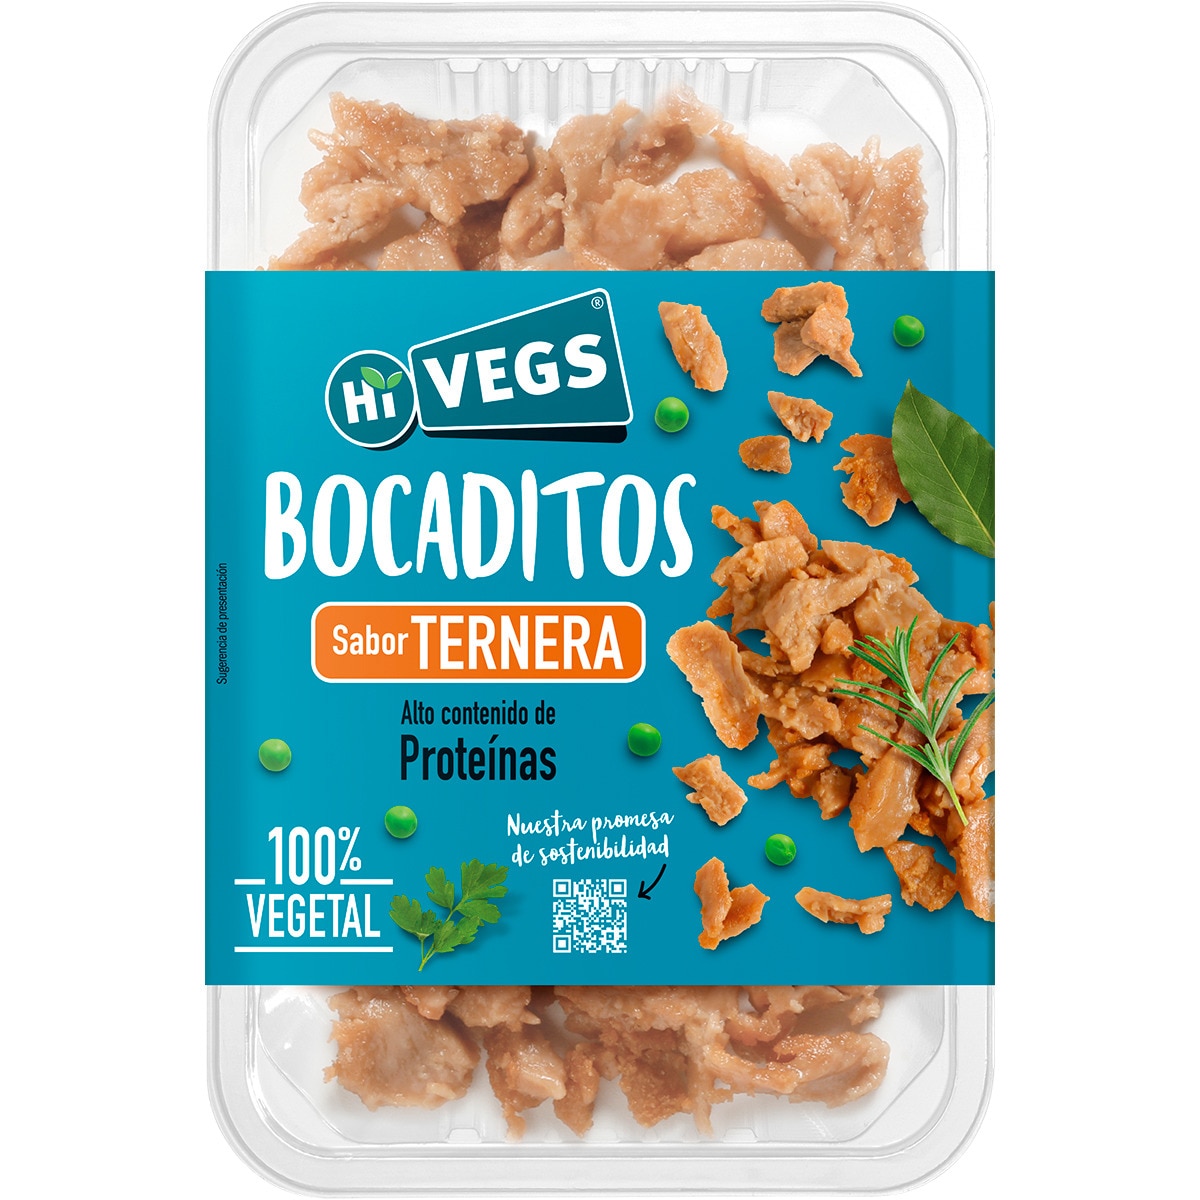 Hi VEGS®
BOCADITOS
Sabor TERNERA
Alto contenido de
Proteínas
Nuestra promesa
de sostenibilidad
100%
VEGETAL
Sugerencia de presentación